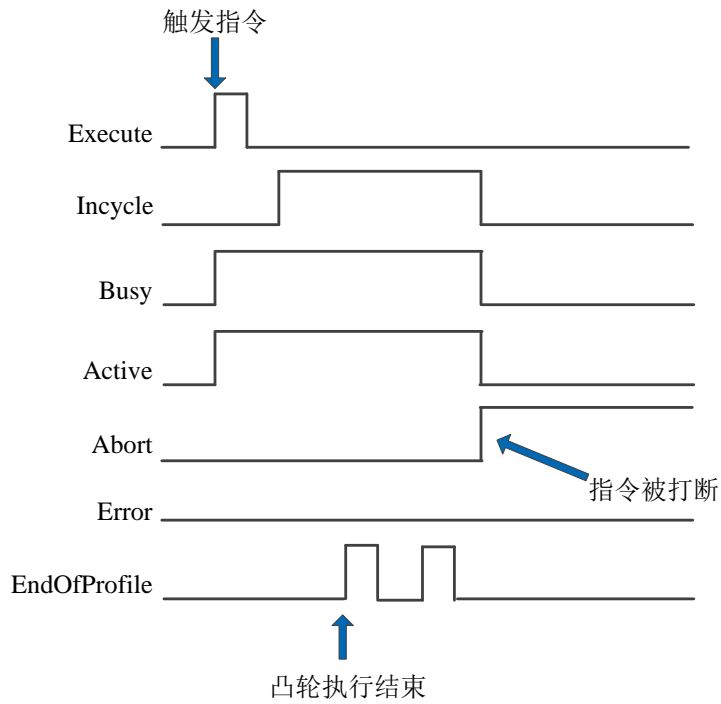 触发指令
Execute
Incycle
Busy
Active
Abort
指令被打断
Error
EndOfProfile
凸轮执行结束